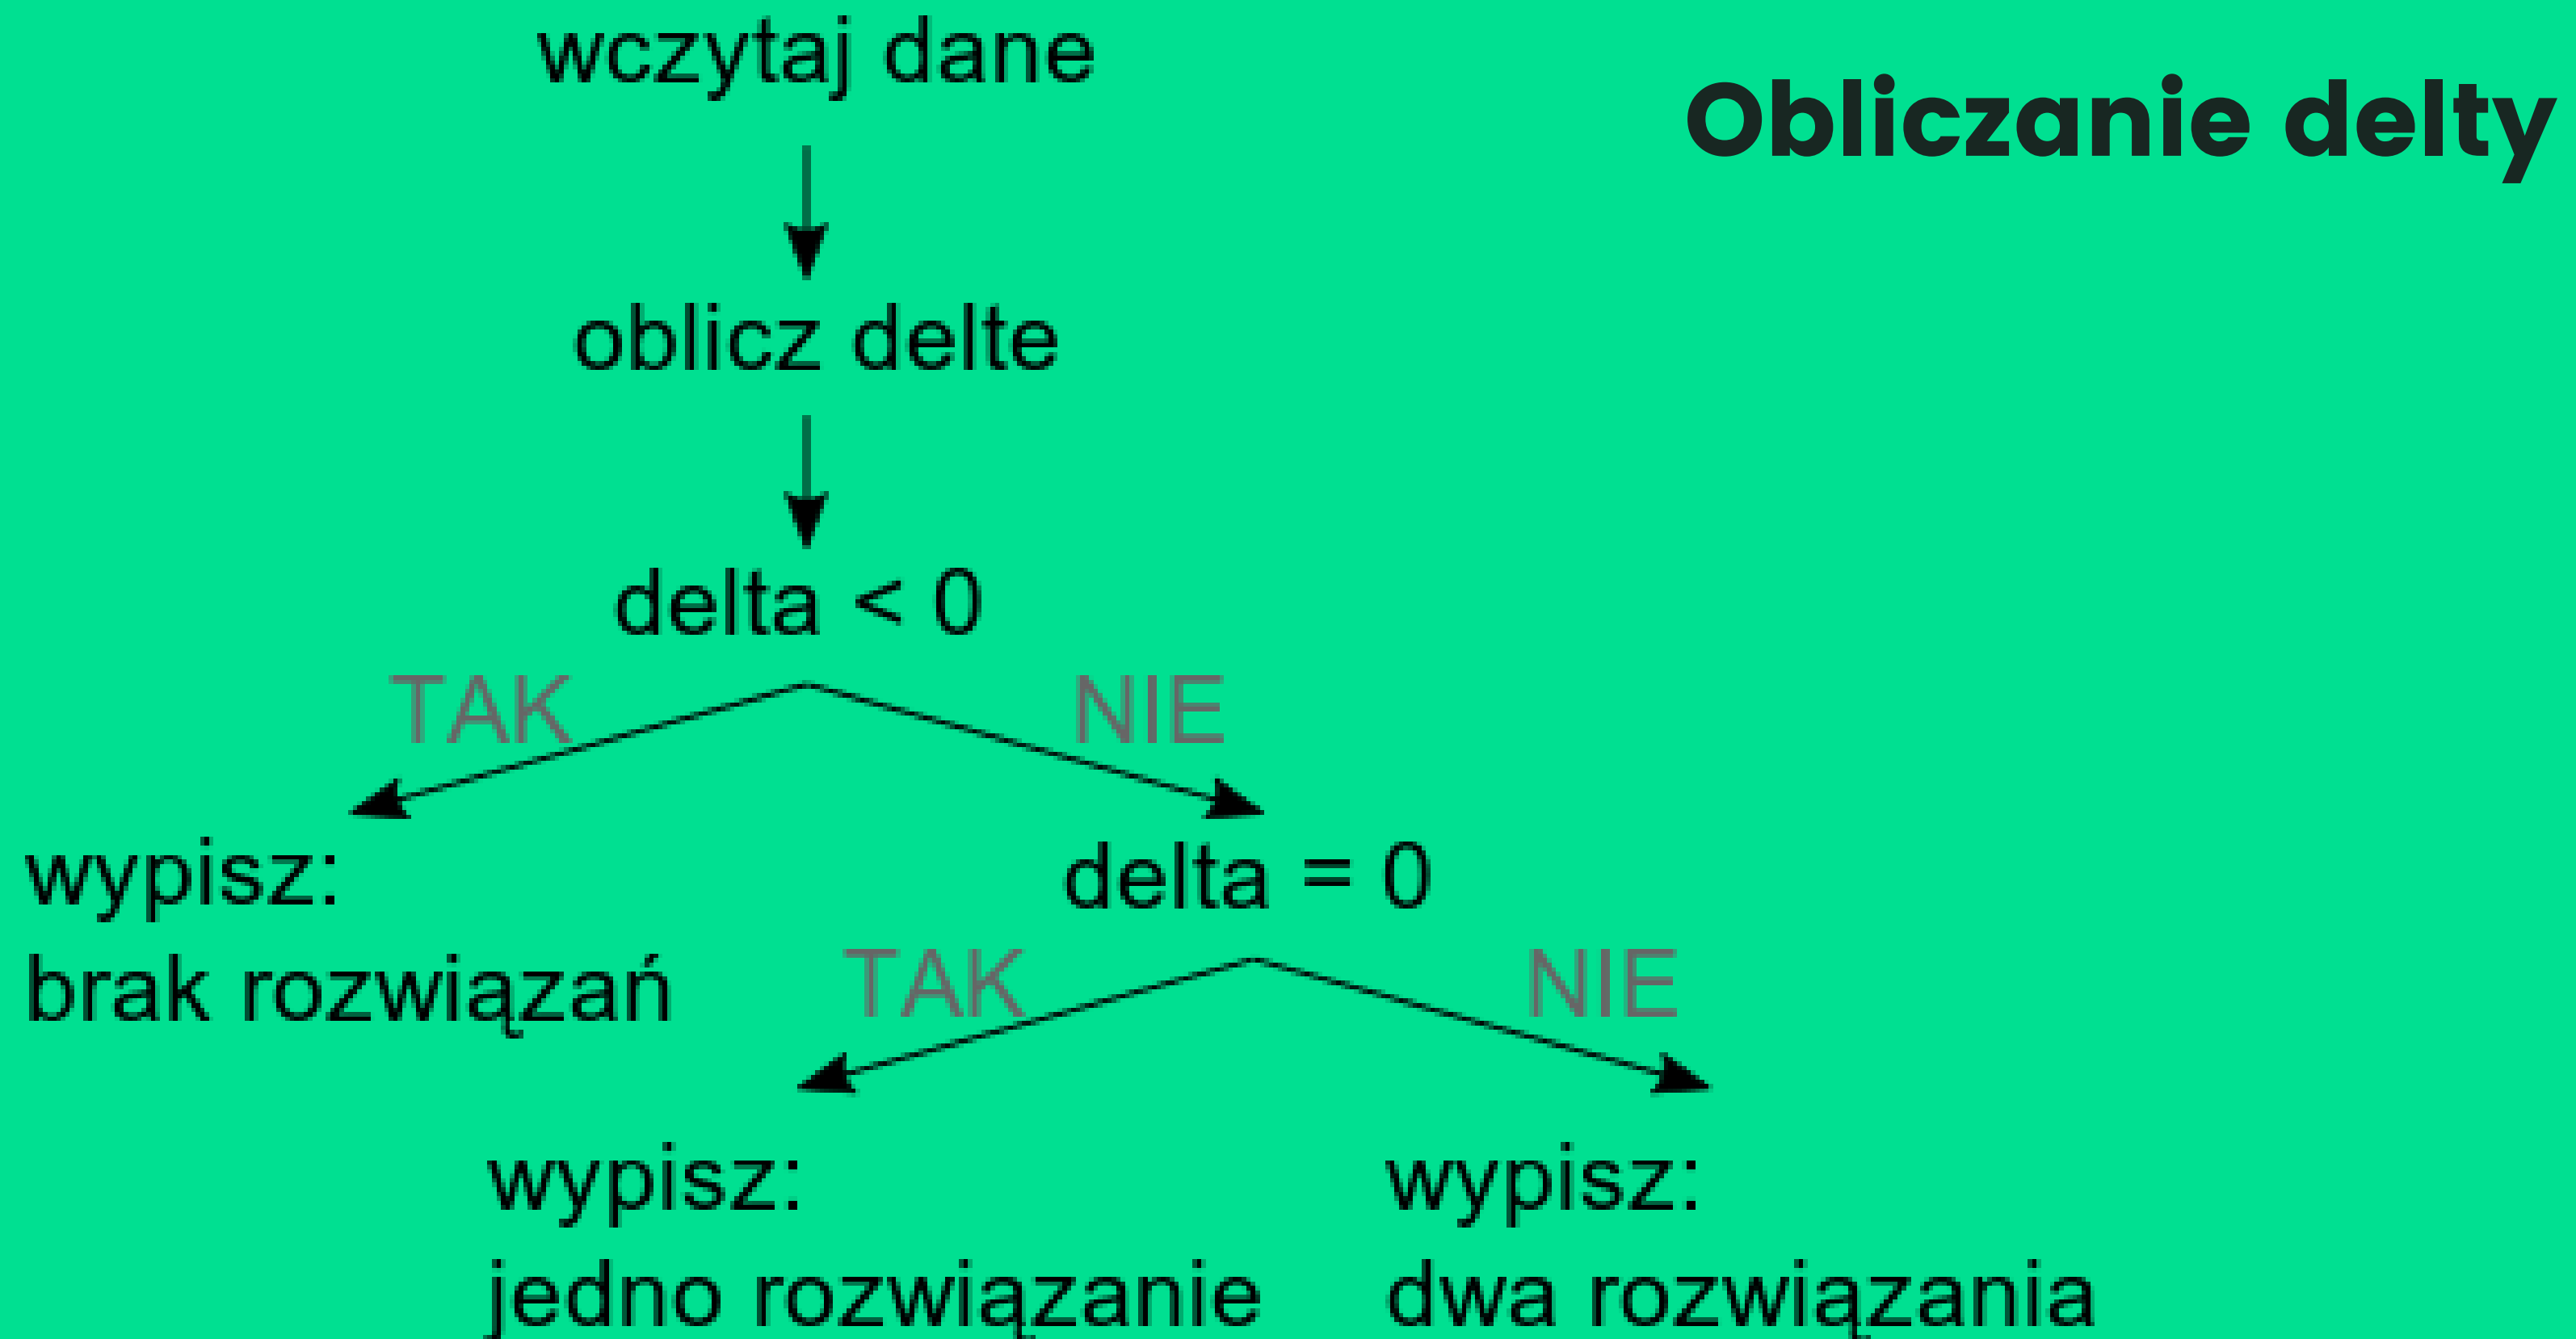 wczytaj dane
Obliczanie delty
oblicz delte
delta < 0
TAK
NIE
wypisz:
brak rozwiązań
delta = 0
TAK
NIE
wypisz:
jedno rozwiązanie
wypisz:
dwa rozwiązania